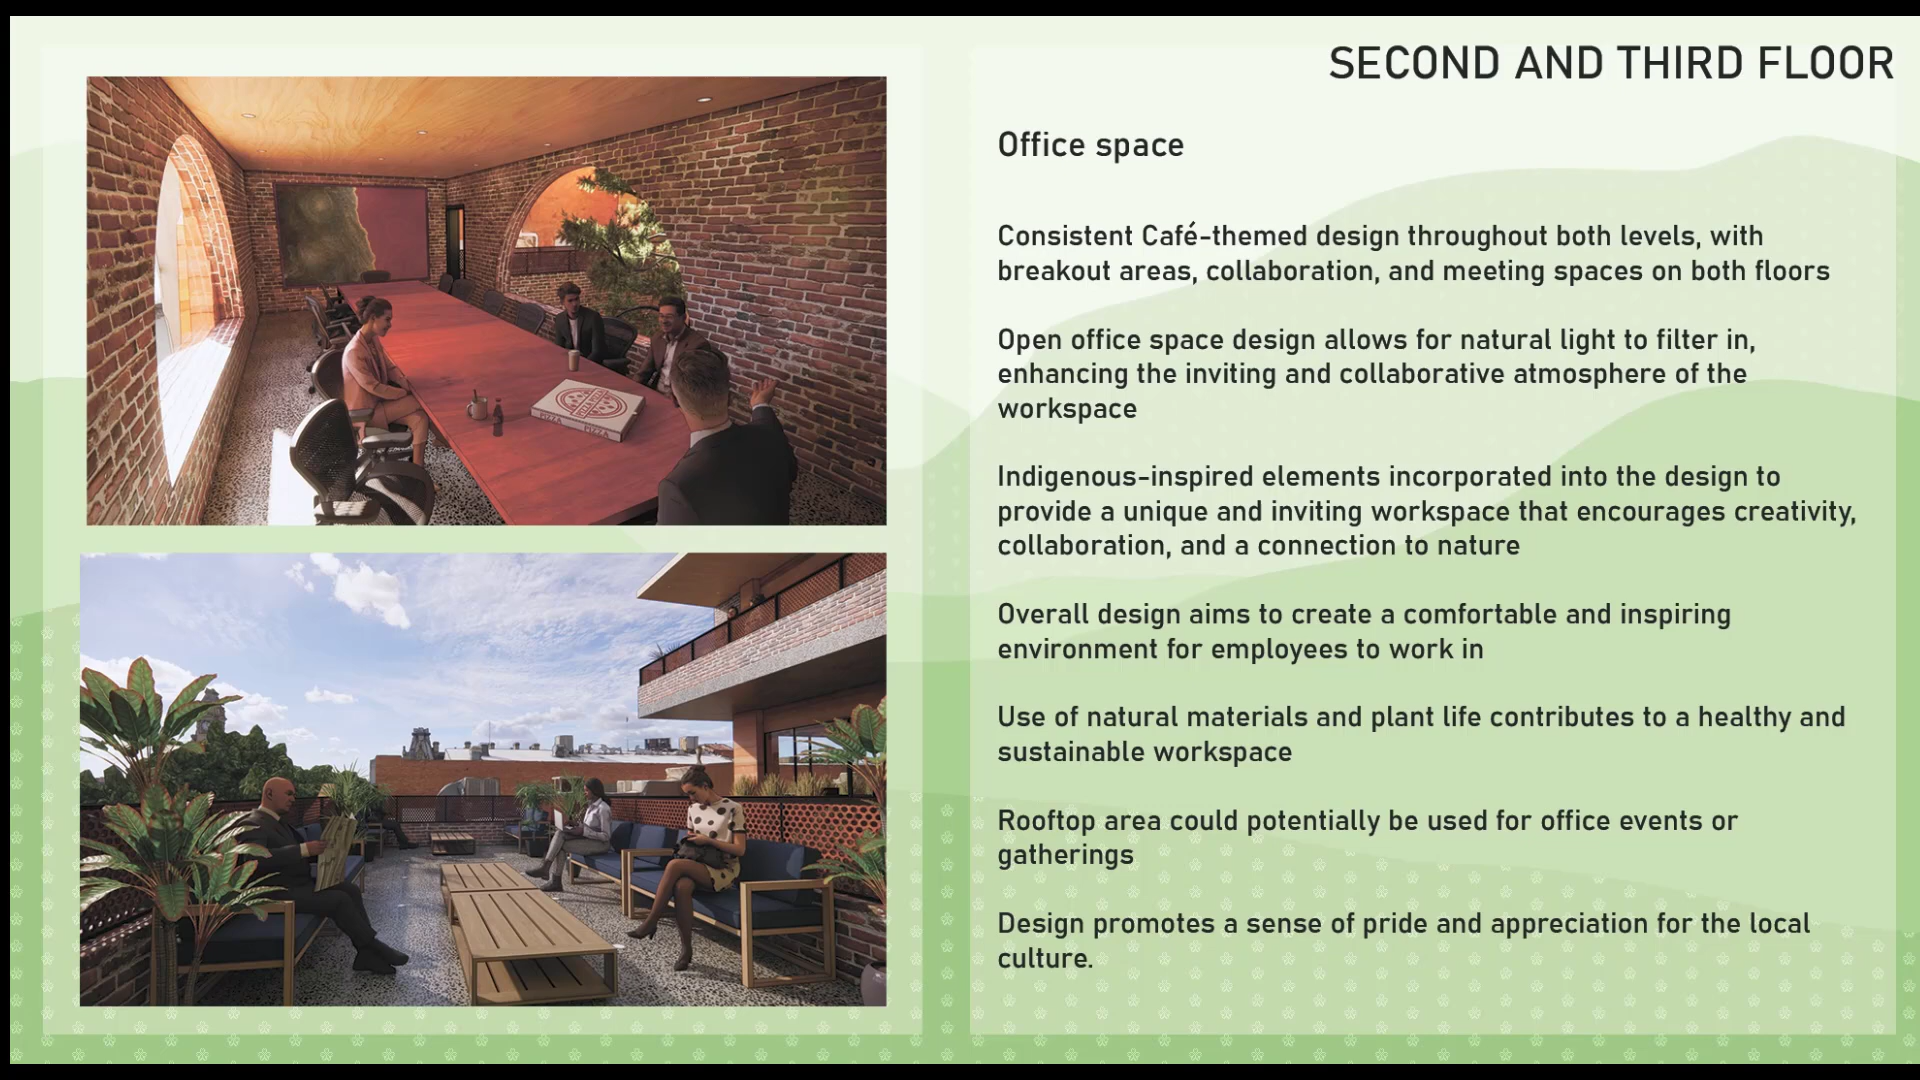 SECOND AND THIRD FLOOR
Office space
Consistent Café-themed design throughout both levels, with
breakout areas, collaboration, and meeting spaces on both floors
Open office space design allows for natural light to filter in,
enhancing the inviting and collaborative atmosphere of the
workspace
Indigenous-inspired elements incorporated into the design to
provide a unique and inviting workspace that encourages creativity,
collaboration, and a connection to nature
Overall design aims to create a comfortable and inspiring
environment for employees to work in
Use of natural materials and plant life contributes to a healthy and
sustainable workspace
Rooftop area could potentially be used for office events or
gatherings
Design promotes a sense of pride and appreciation for the local
culture.
PIZZA PIZZA